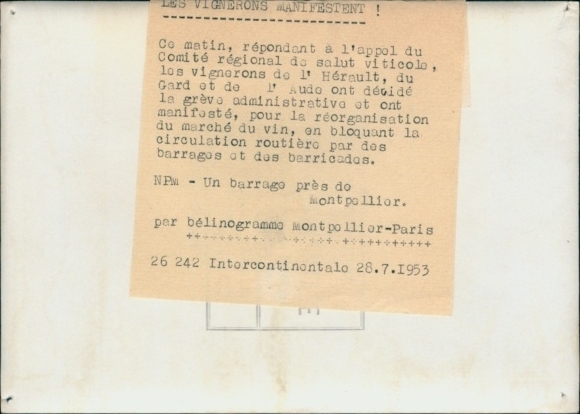 LES VIGNERONS MANIFESTENT !
Ce matin, répondant à l'appel du
Comité régional de salut viticole,
les vignerons de l' Hérault, du
Gard et de l' Aude ont décidé
la grève administrative et ont
manifesté, pour la réorganisation
du marché du vin, en bloquant la
circulation routière par des
barrages et des barricades.
NPM - Un barrage près de
Montpellier.
par bélinogramme Montpellier-Paris
26 242 Intercontinentale 28.7.I953